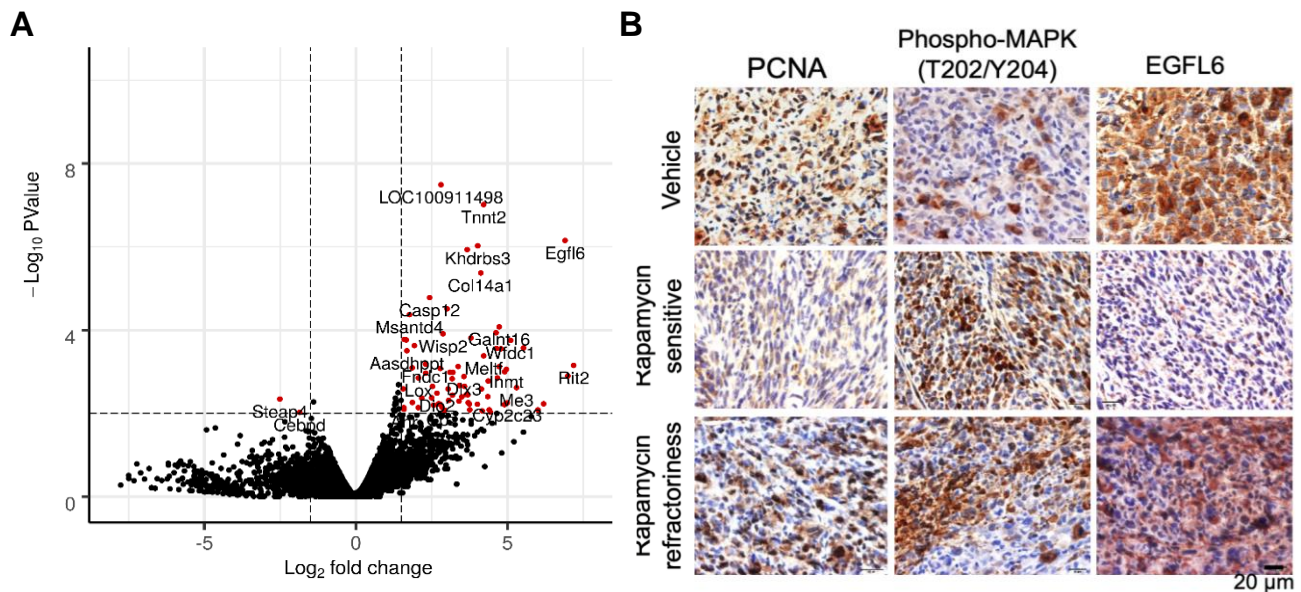 A
B
− Log10 PValue
8
4
0
LOC100911498
Tnnt2
Egfl6
Khdrbs3
Col14a1
Casp12
Msantd4
Galnt16
Wisp2
Wfdc1
Aasdhppt
Meltf
Fndc1
Rit2
Inmt
Lox
Dlx3
Me3
Steap4
Cyp2c23
Cebpd
-5
0
5
Log2 fold change
PCNA
Phospho-MAPK
(T202/Y204)
EGFL6
Vehicle
Rapamycin
sensitive
Rapamycin
refractoriness
20 µm